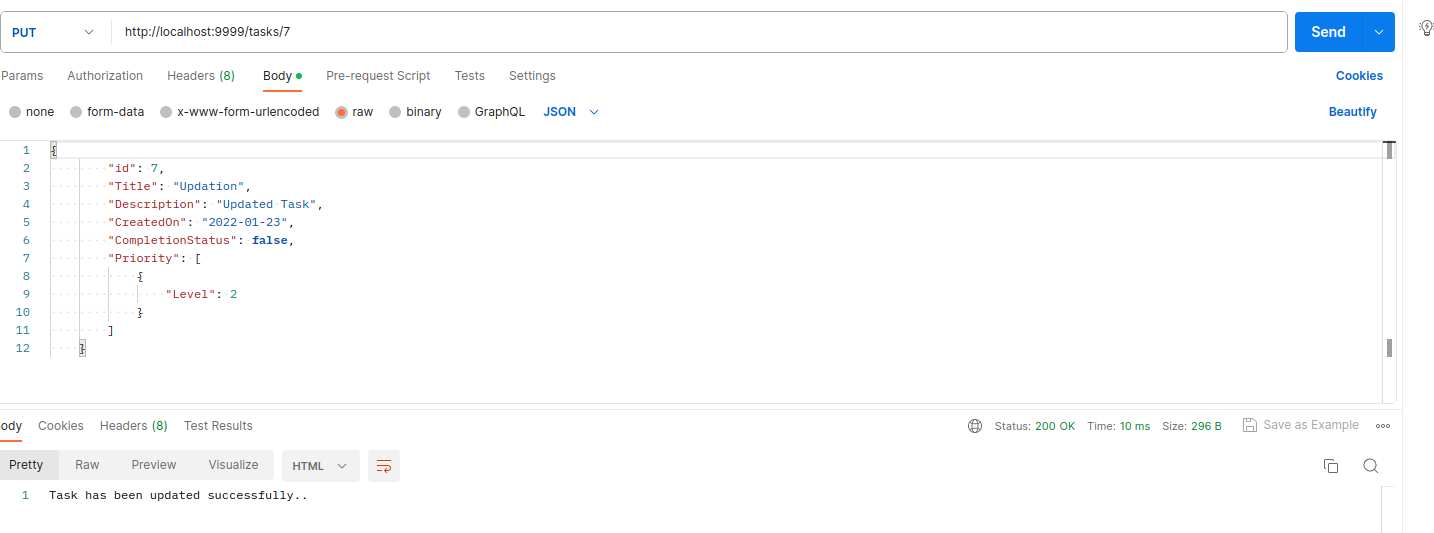 PUT http://localhost:9999/tasks/7 Send
Params Authorization Headers (8) Body Pre-request Script Tests Settings Cookies
none form-data x-www-form-urlencoded raw binary GraphQL JSON Beautify
1 {
2 "id": 7,
3 "Title": "Updation",
4 "Description": "Updated Task",
5 "CreatedOn": "2022-01-23",
6 "CompletionStatus": false,
7 "Priority": [
8 {
9 "Level": 2
10 }
11 ]
12 }
ody Cookies Headers (8) Test Results Status: 200 OK Time: 10 ms Size: 296 B Save as Example
Pretty Raw Preview Visualize HTML
1 Task has been updated successfully..